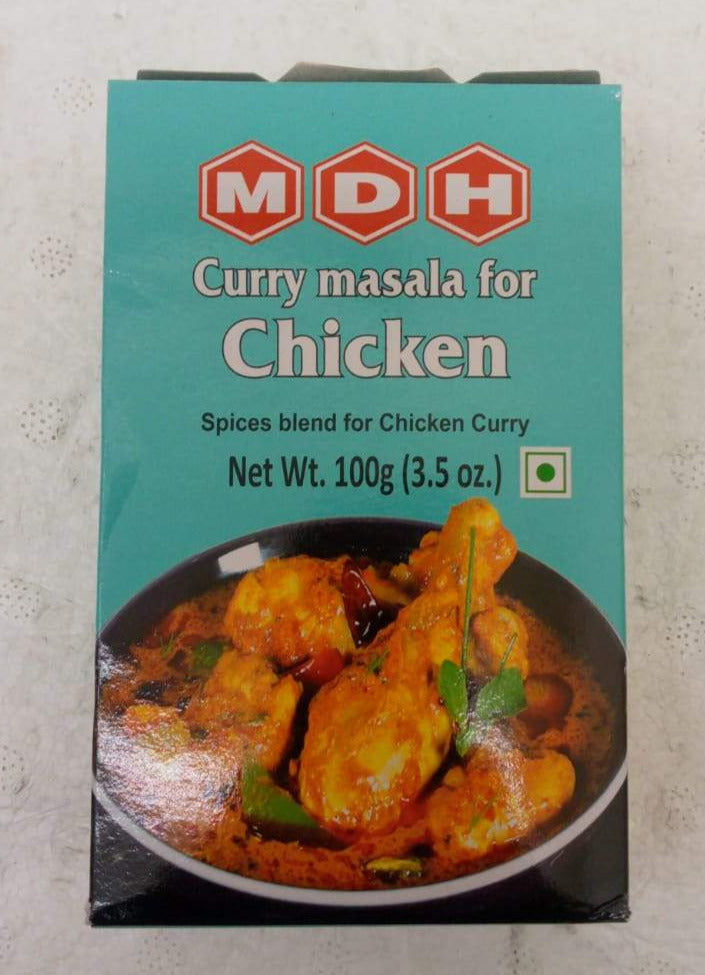 MDH
Curry masala for
Chicken
Spices blend for Chicken Curry
Net Wt. 100g (3.5 oz.)